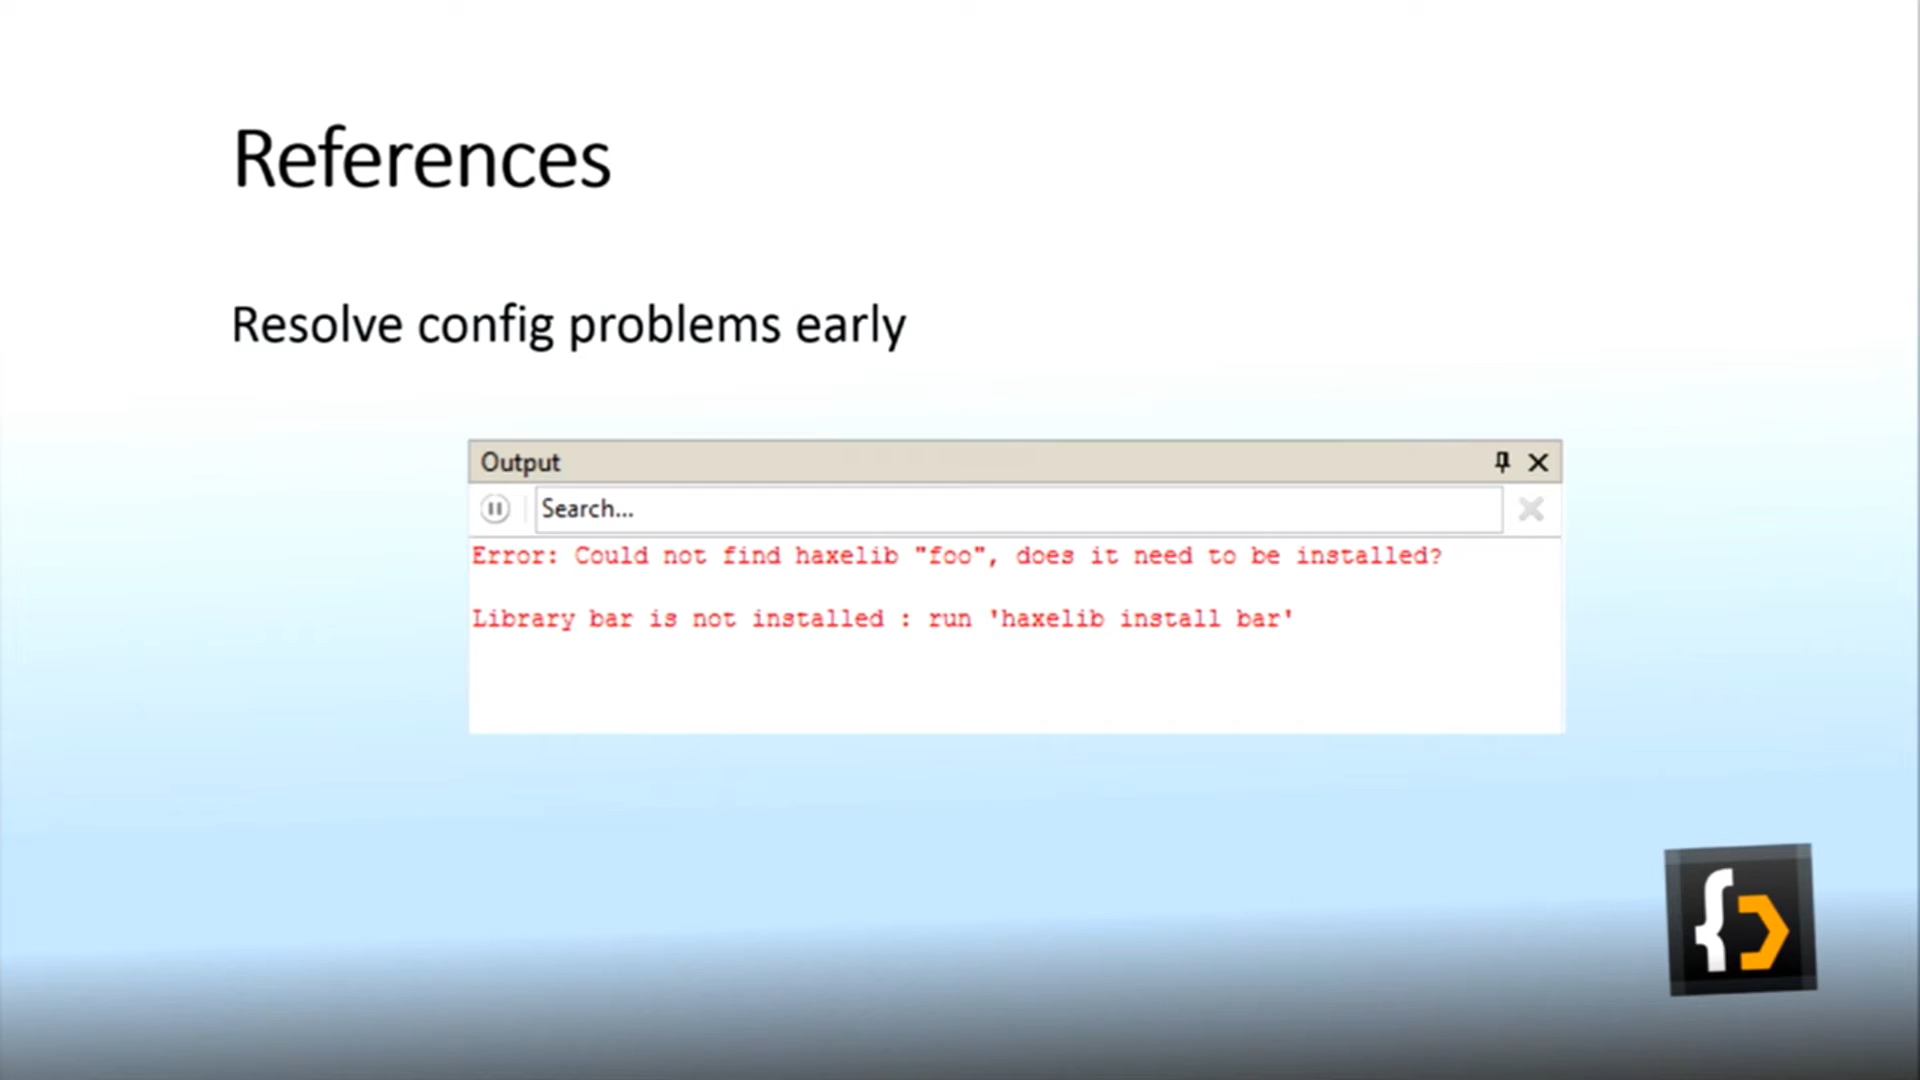 References
Resolve config problems early
Output
Search...
Error: Could not find haxelib "foo", does it need to be installed?
Library bar is not installed : run 'haxelib install bar'